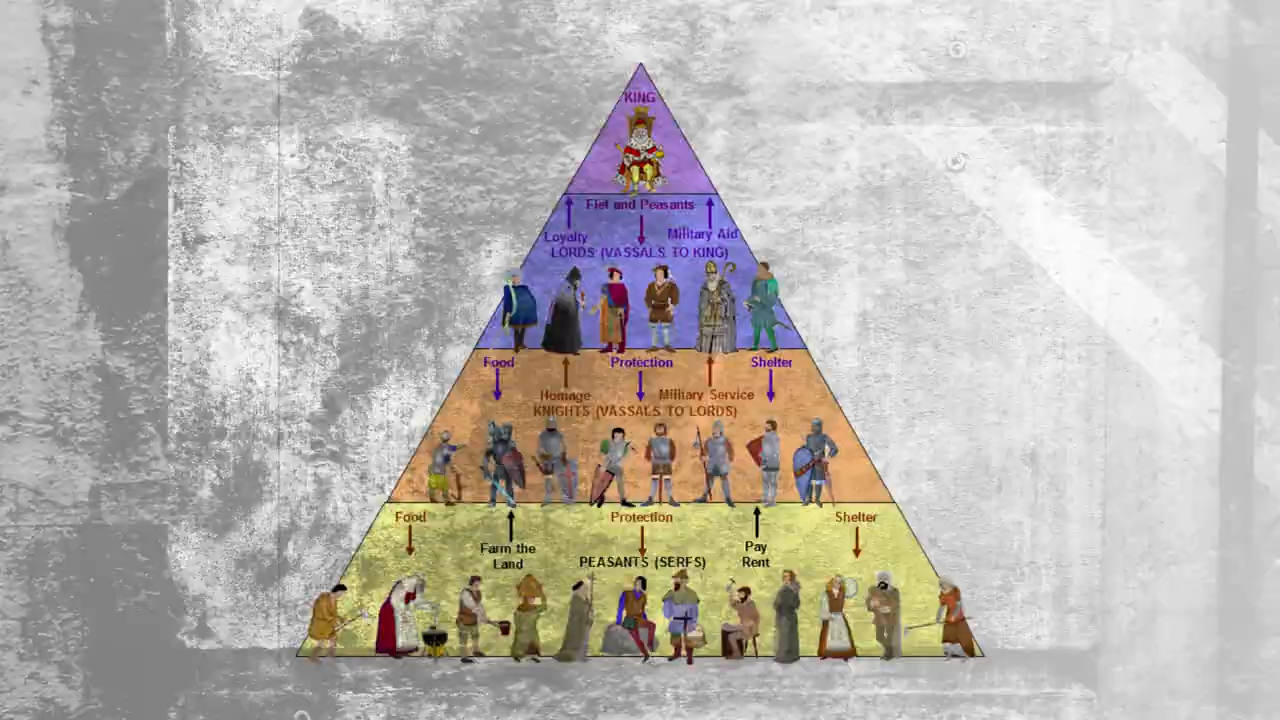 KING
Fief and Peasants
Loyalty
Military Aid
LORDS (VASSALS TO KING)
Food
Protection
Shelter
Homage
Military Service
KNIGHTS (VASSALS TO LORDS)
Food
Protection
Shelter
Farm the
Land
PEASANTS (SERFS)
Pay
Rent